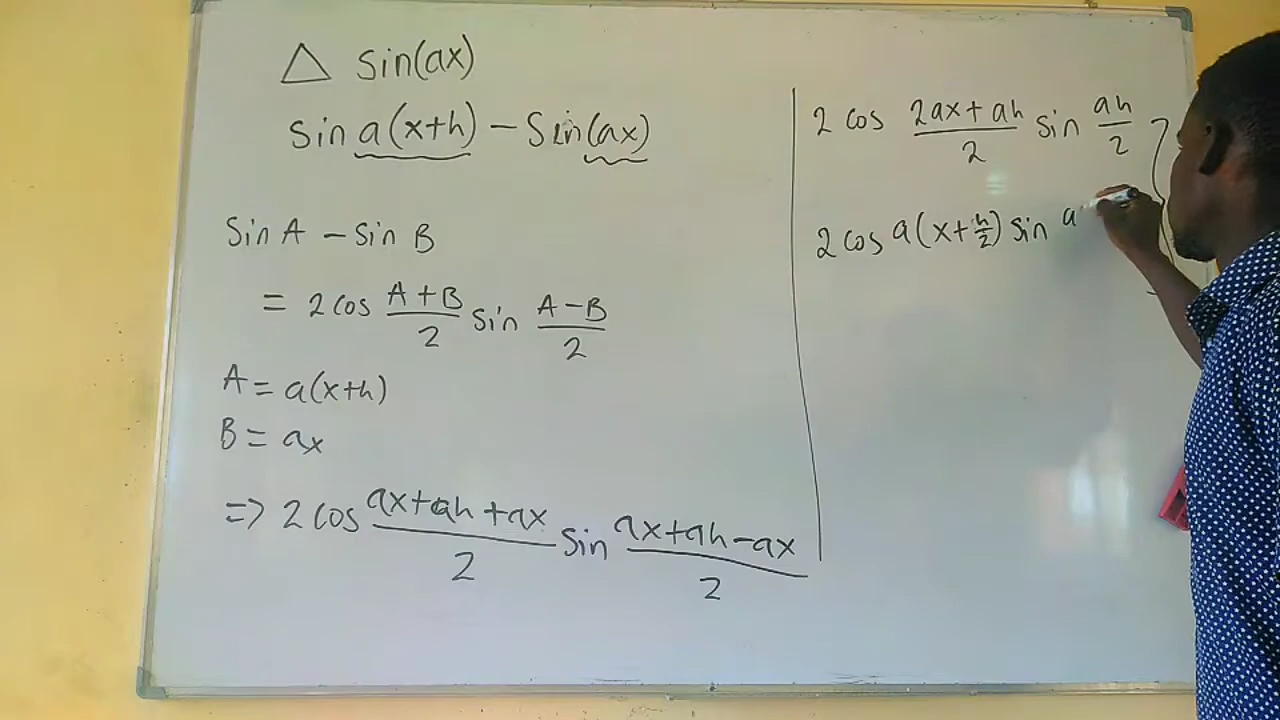 △ sin(ax)
sin a(x+h) − sin(ax)
sin A − sin B
= 2 cos (A+B)/2 sin (A−B)/2
A = a(x+h)
B = ax
=> 2 cos (ax+ah+ax)/2 sin (ax+ah−ax)/2
2 cos (2ax+ah)/2 sin ah/2
2 cos a(x+h/2) sin a